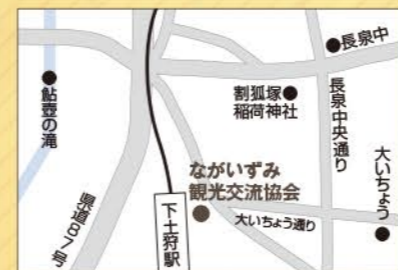 長泉中
鮎壺の滝
割狐塚
稲荷神社
長泉中央通り
大いちょう
ながいずみ
観光交流協会
大いちょう通り
県道87号
下土狩駅